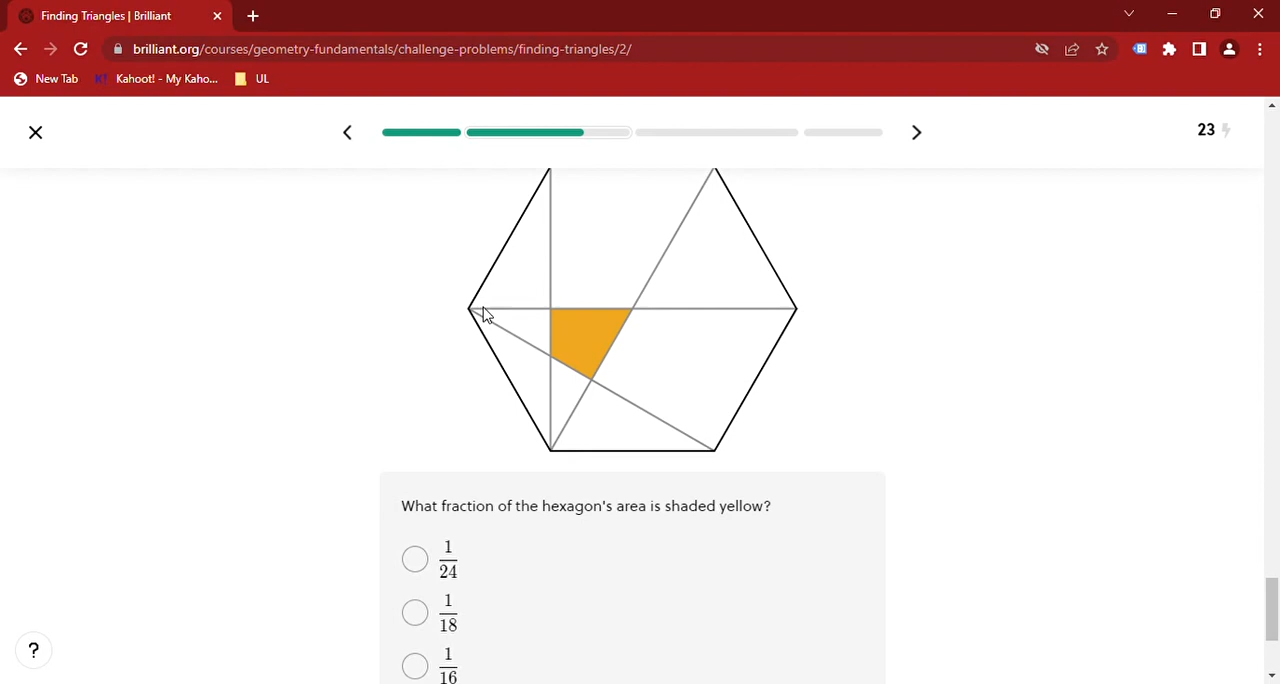 Finding Triangles | Brilliant
brilliant.org/courses/geometry-fundamentals/challenge-problems/finding-triangles/2/
New Tab K! Kahoot! - My Kaho... UL
23
What fraction of the hexagon's area is shaded yellow?
1
24
1
18
1
16
?